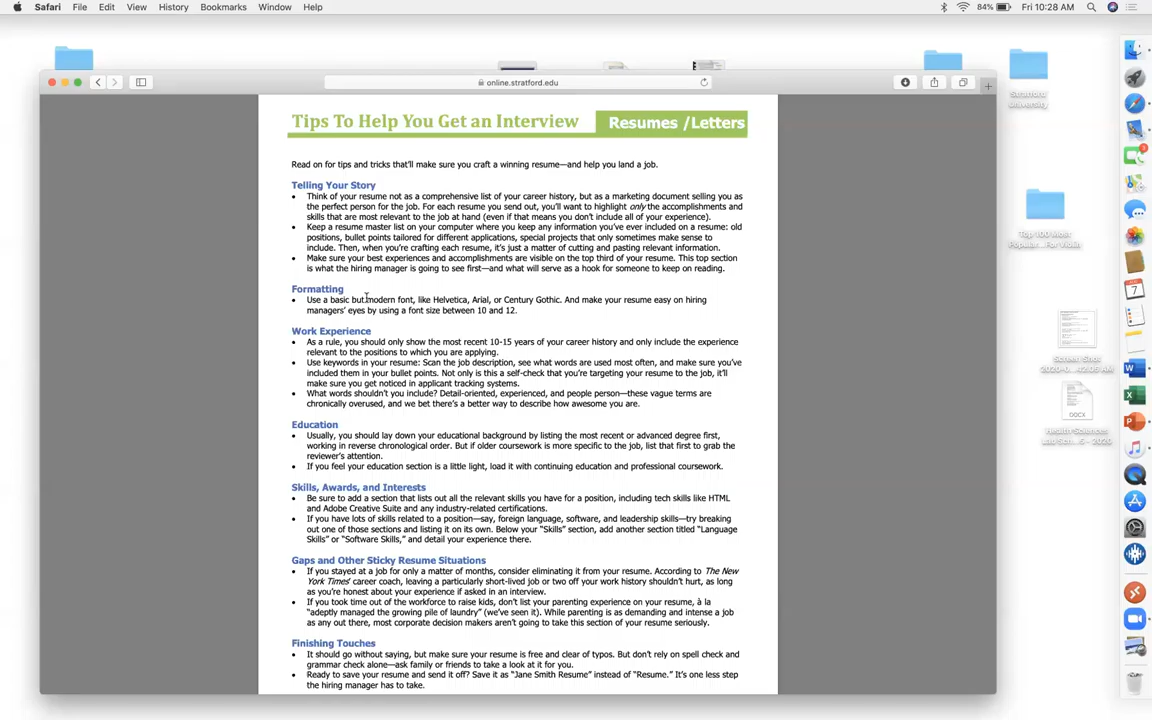 Safari File Edit View History Bookmarks Window Help 84% Fri 10:28 AM
online.stratford.edu
Tips To Help You Get an Interview Resumes /Letters
Read on for tips and tricks that'll make sure you craft a winning resume—and help you land a job.
Telling Your Story
• Think of your resume not as a comprehensive list of your career history, but as a marketing document selling you as
the perfect person for the job. For each resume you send out, you'll want to highlight only the accomplishments and
skills that are most relevant to the job at hand (even if that means you don't include all of your experience).
• Keep a resume master list on your computer where you keep any information you've ever included on a resume: old
positions, bullet points tailored for different applications, special projects that only sometimes make sense to
include. Then, when you're crafting each resume, it's just a matter of cutting and pasting relevant information.
• Make sure your best experiences and accomplishments are visible on the top third of your resume. This top section
is what the hiring manager is going to see first—and what will serve as a hook for someone to keep on reading.
Formatting
• Use a basic but modern font, like Helvetica, Arial, or Century Gothic. And make your resume easy on hiring
managers' eyes by using a font size between 10 and 12.
Work Experience
• As a rule, you should only show the most recent 10-15 years of your career history and only include the experience
relevant to the positions to which you are applying.
• Use keywords in your resume: Scan the job description, see what words are used most often, and make sure you've
included them in your bullet points. Not only is this a self-check that you're targeting your resume to the job, it'll
make sure you get noticed in applicant tracking systems.
• What words shouldn't you include? Detail-oriented, experienced, and people person—these vague terms are
chronically overused, and we bet there's a better way to describe how awesome you are.
Education
• Usually, you should lay down your educational background by listing the most recent or advanced degree first,
working in reverse chronological order. But if older coursework is more specific to the job, list that first to grab the
reviewer's attention.
• If you feel your education section is a little light, load it with continuing education and professional coursework.
Skills, Awards, and Interests
• Be sure to add a section that lists out all the relevant skills you have for a position, including tech skills like HTML
and Adobe Creative Suite and any industry-related certifications.
• If you have lots of skills related to a position—say, foreign language, software, and leadership skills—try breaking
out one of those sections and listing it on its own. Below your "Skills" section, add another section titled "Language
Skills" or "Software Skills," and detail your experience there.
Gaps and Other Sticky Resume Situations
• If you stayed at a job for only a matter of months, consider eliminating it from your resume. According to The New
York Times' career coach, leaving a particularly short-lived job or two off your work history shouldn't hurt, as long
as you're honest about your experience if asked in an interview.
• If you took time out of the workforce to raise kids, don't list your parenting experience on your resume, à la
"adeptly managed the growing pile of laundry" (we've seen it). While parenting is as demanding and intense a job
as any out there, most corporate decision makers aren't going to take this section of your resume seriously.
Finishing Touches
• It should go without saying, but make sure your resume is free and clear of typos. But don't rely on spell check and
grammar check alone—ask family or friends to take a look at it for you.
• Ready to save your resume and send it off? Save it as "Jane Smith Resume" instead of "Resume." It's one less step
the hiring manager has to take.
Stratford
University
Top 100 Most
DOCX
7